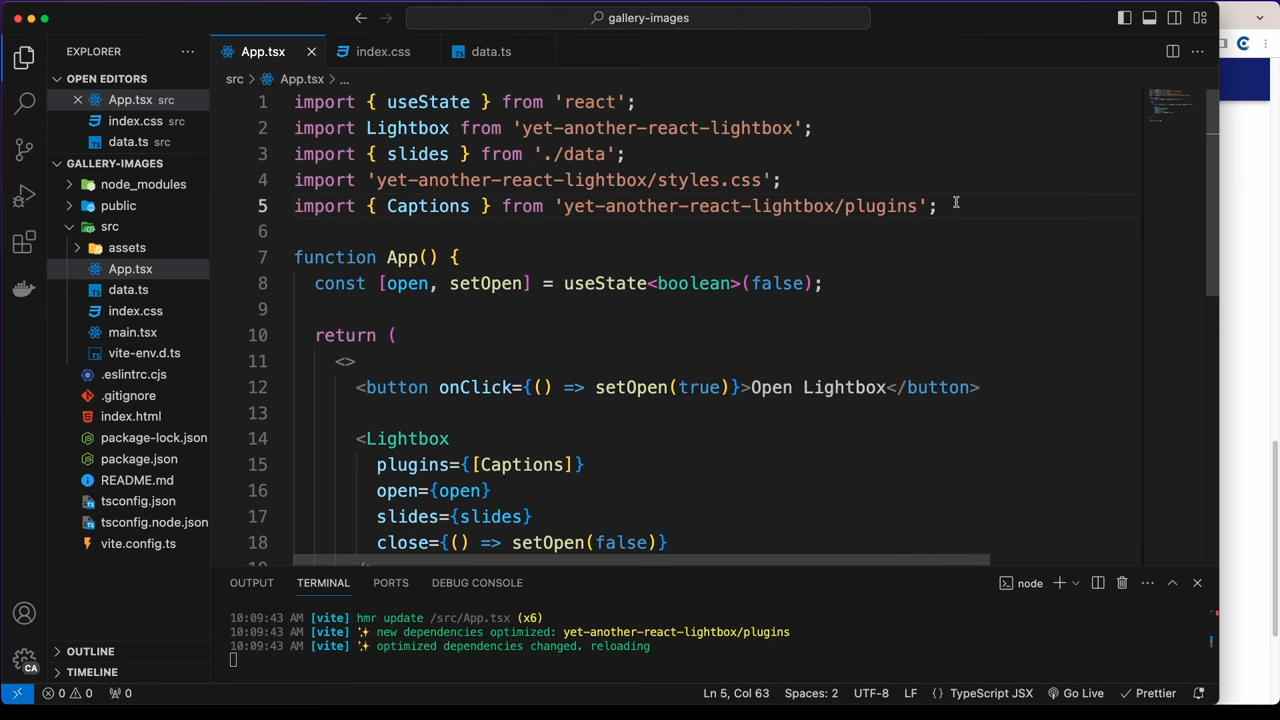 gallery-images
EXPLORER
OPEN EDITORS
App.tsx src
index.css src
data.ts src
GALLERY-IMAGES
node_modules
public
src
assets
App.tsx
data.ts
index.css
main.tsx
vite-env.d.ts
.eslintrc.cjs
.gitignore
index.html
package-lock.json
package.json
README.md
tsconfig.json
tsconfig.node.json
vite.config.ts
OUTLINE
TIMELINE
App.tsx
index.css
data.ts
src > App.tsx > ...
1 import { useState } from 'react';
2 import Lightbox from 'yet-another-react-lightbox';
3 import { slides } from './data';
4 import 'yet-another-react-lightbox/styles.css';
5 import { Captions } from 'yet-another-react-lightbox/plugins';
6
7 function App() {
8 const [open, setOpen] = useState<boolean>(false);
9
10 return (
11 <>
12 <button onClick={() => setOpen(true)}>Open Lightbox</button>
13
14 <Lightbox
15 plugins={[Captions]}
16 open={open}
17 slides={slides}
18 close={() => setOpen(false)}
OUTPUT TERMINAL PORTS DEBUG CONSOLE
node
10:09:43 AM [vite] hmr update /src/App.tsx (x6)
10:09:43 AM [vite] ✨ new dependencies optimized: yet-another-react-lightbox/plugins
10:09:43 AM [vite] ✨ optimized dependencies changed. reloading
CA
0 0 0
Ln 5, Col 63 Spaces: 2 UTF-8 LF {} TypeScript JSX Go Live Prettier